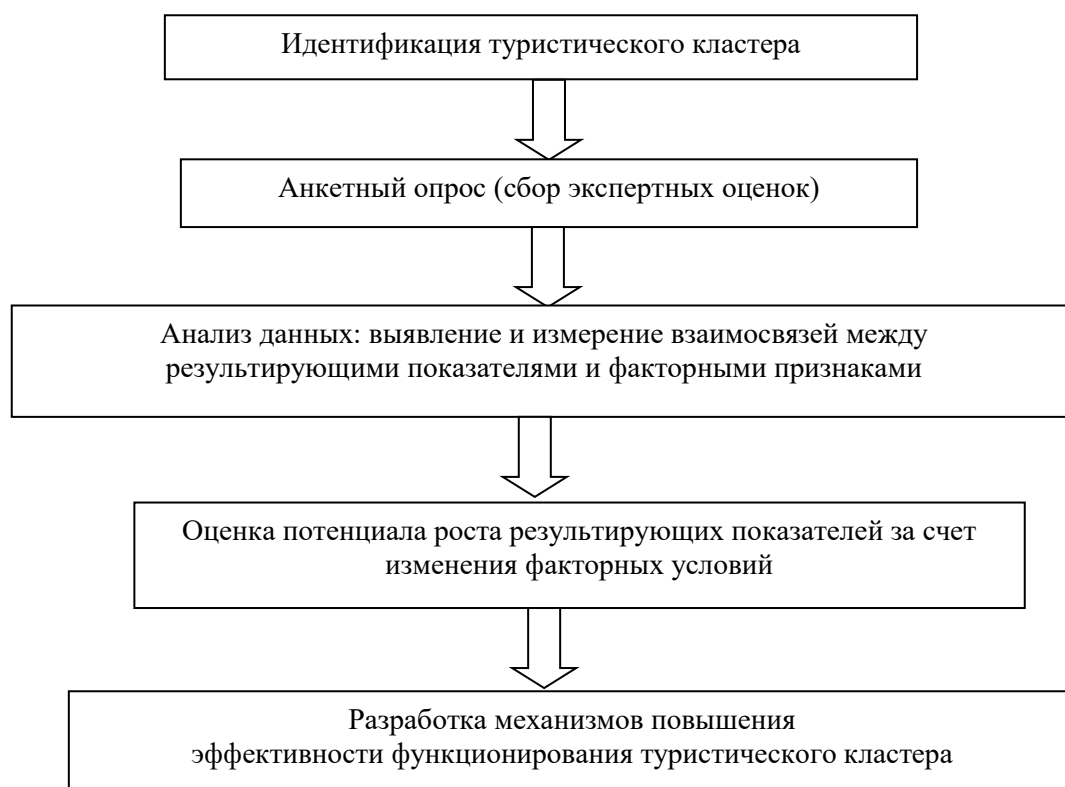 Идентификация туристического кластера
Анкетный опрос (сбор экспертных оценок)
Анализ данных: выявление и измерение взаимосвязей между
результирующими показателями и факторными признаками
Оценка потенциала роста результирующих показателей за счет
изменения факторных условий
Разработка механизмов повышения
эффективности функционирования туристического кластера